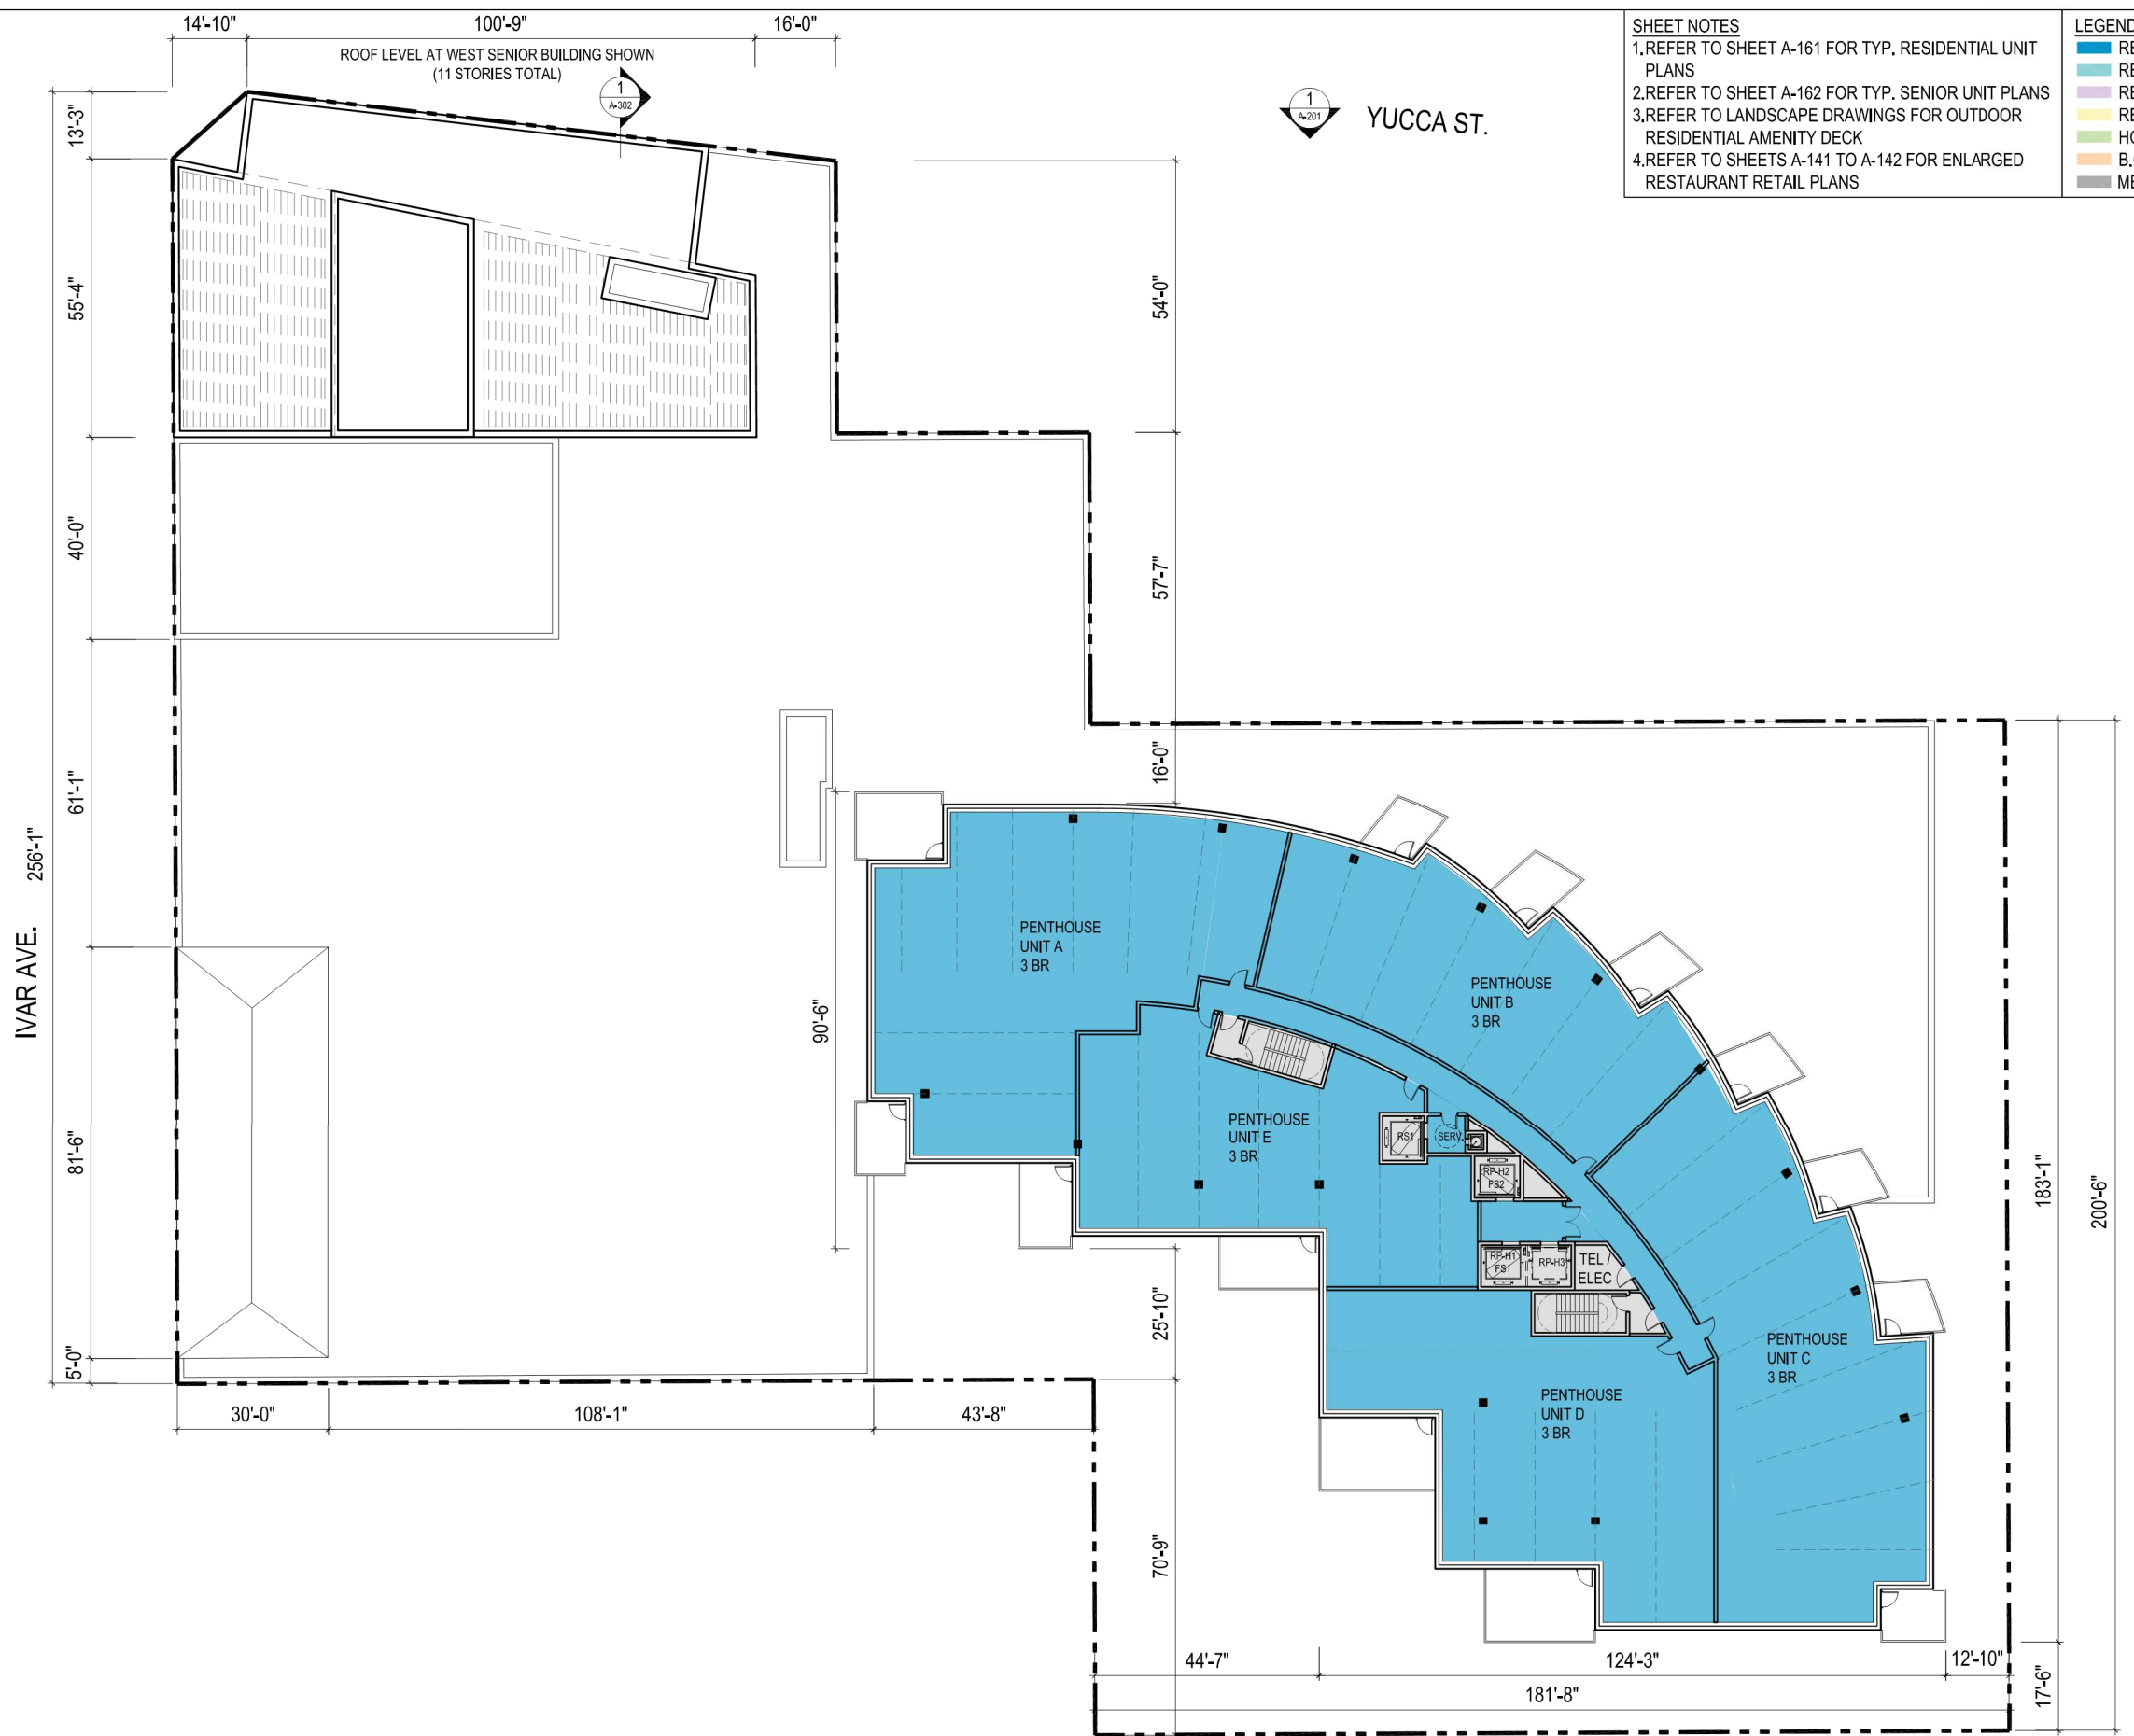 14'-10"
100'-9"
16'-0"
ROOF LEVEL AT WEST SENIOR BUILDING SHOWN
(11 STORIES TOTAL)
1
A-302
1
A-201
YUCCA ST.
SHEET NOTES
1. REFER TO SHEET A-161 FOR TYP. RESIDENTIAL UNIT
PLANS
2. REFER TO SHEET A-162 FOR TYP. SENIOR UNIT PLANS
3. REFER TO LANDSCAPE DRAWINGS FOR OUTDOOR
RESIDENTIAL AMENITY DECK
4. REFER TO SHEETS A-141 TO A-142 FOR ENLARGED
RESTAURANT RETAIL PLANS
LEGEND
13'-3"
55'-4"
40'-0"
61'-1"
256'-1"
IVAR AVE.
81'-6"
5'-0"
54'-0"
57'-7"
16'-0"
90'-6"
25'-10"
70'-9"
PENTHOUSE
UNIT A
3 BR
PENTHOUSE
UNIT B
3 BR
PENTHOUSE
UNIT E
3 BR
RS1
SERV.
RP-H2
FS2
RP-H1
FS1
RP-H3
TEL /
ELEC
PENTHOUSE
UNIT C
3 BR
PENTHOUSE
UNIT D
3 BR
183'-1"
200'-6"
17'-6"
30'-0"
108'-1"
43'-8"
44'-7"
124'-3"
12'-10"
181'-8"